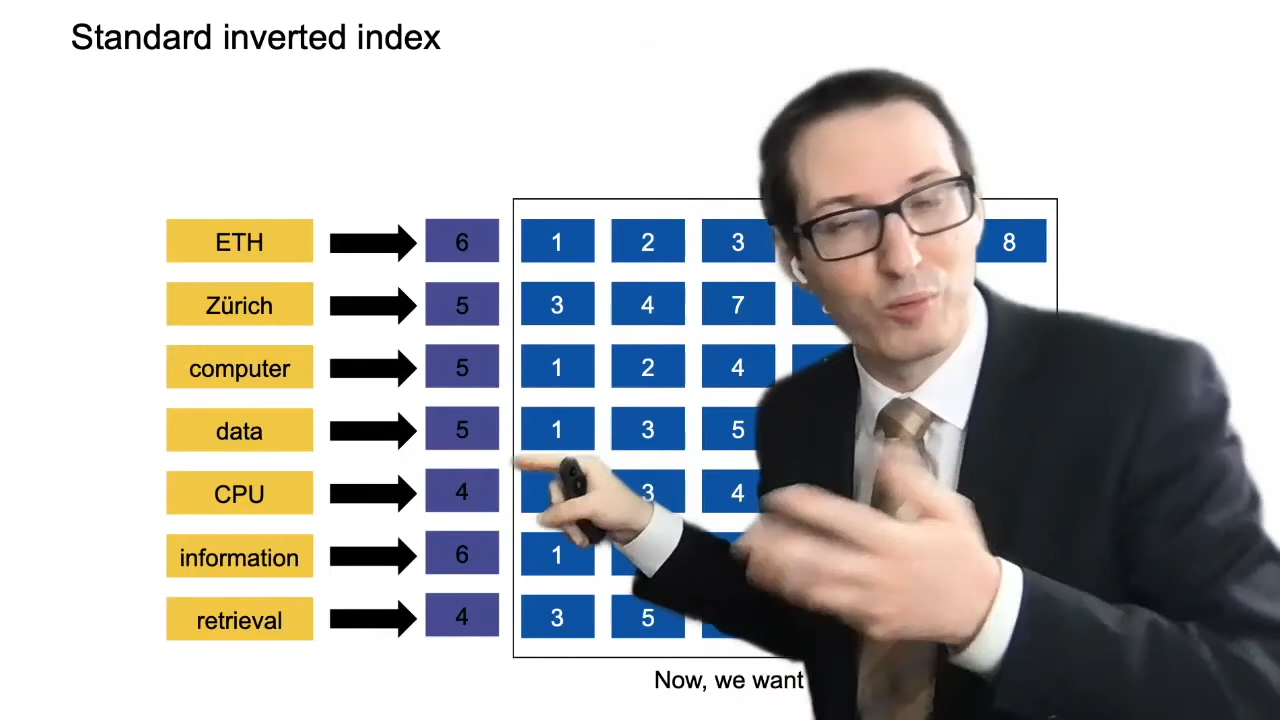 Standard inverted index
ETH 6 1 2 3 8
Zürich 5 3 4 7
computer 5 1 2 4
data 5 1 3 5
CPU 4 3 4
information 6 1
retrieval 4 3 5
Now, we want